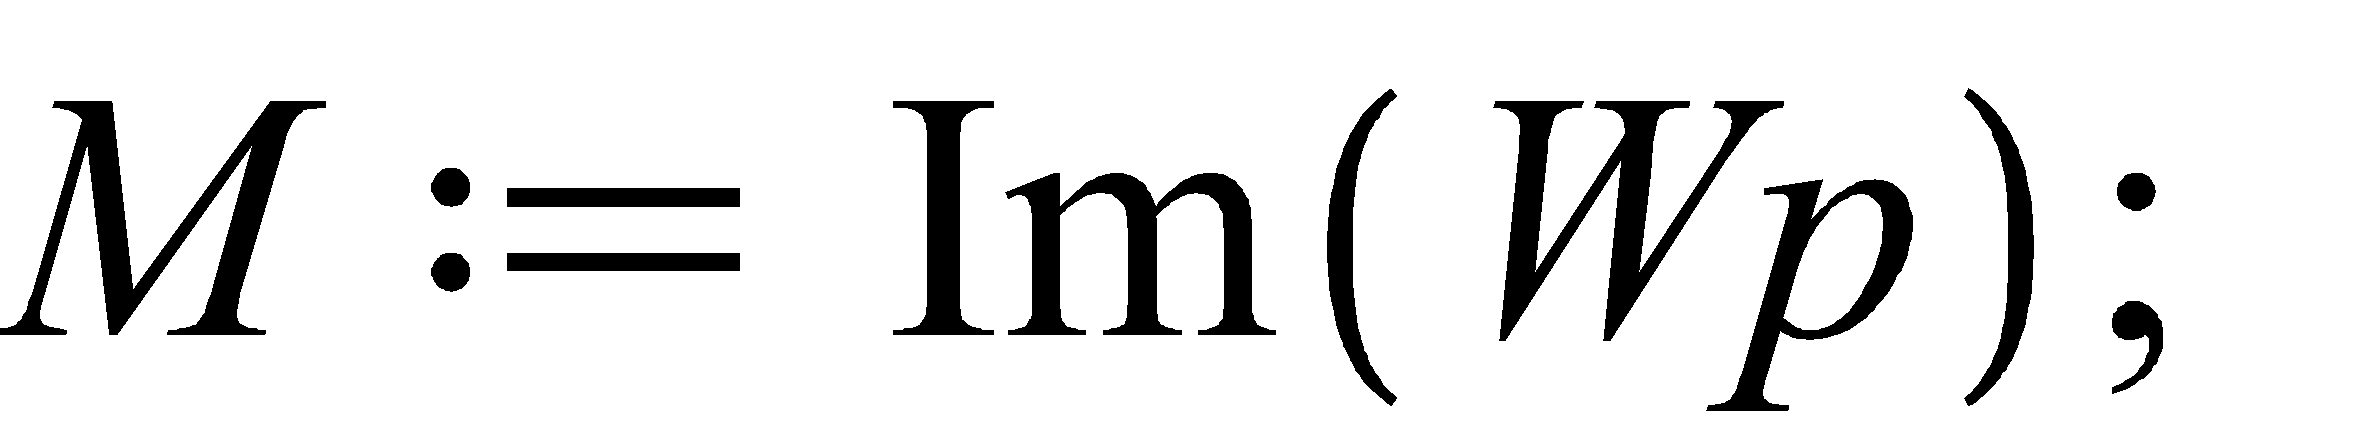 M := Im(Wp);